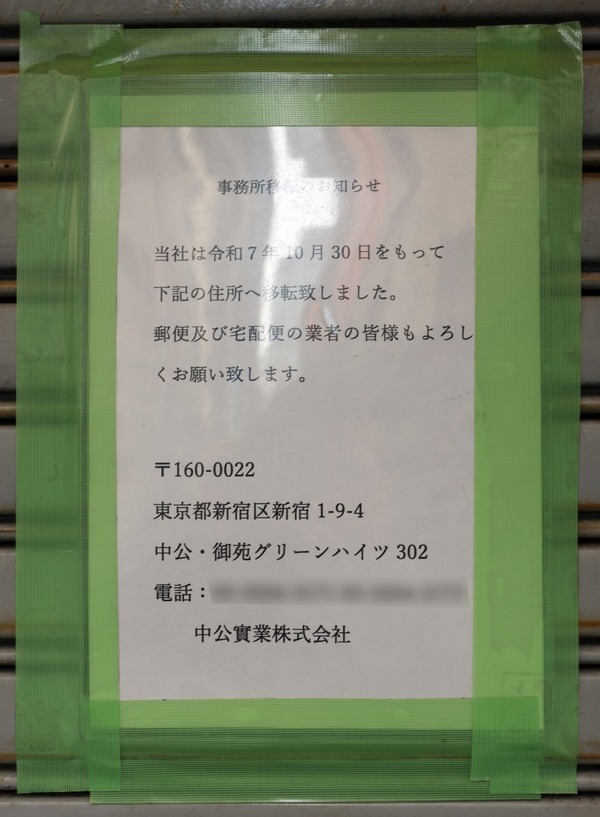 事務所移転のお知らせ
当社は令和7年10月30日をもって
下記の住所へ移転致しました。
郵便及び宅配便の業者の皆様もよろし
くお願い致します。
〒160-0022
東京都新宿区新宿 1-9-4
中公・御苑グリーンハイツ 302
電話：
中公實業株式会社